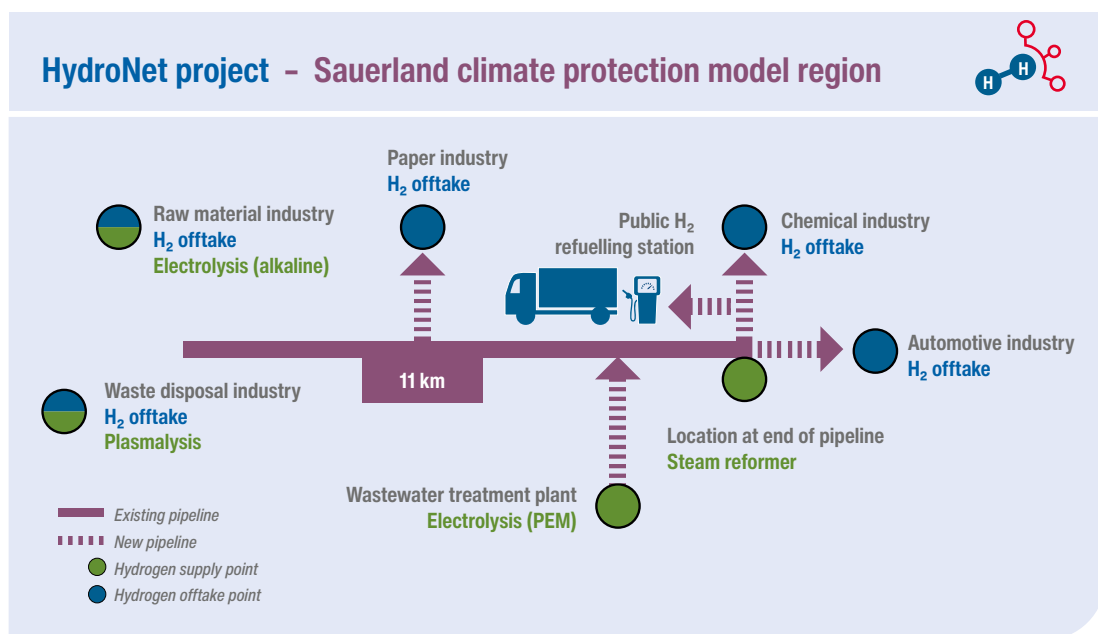 HydroNet project – Sauerland climate protection model region
H H
Paper industry
H₂ offtake
Raw material industry
H₂ offtake
Electrolysis (alkaline)
Public H₂
refuelling station
Chemical industry
H₂ offtake
Automotive industry
H₂ offtake
11 km
Waste disposal industry
H₂ offtake
Plasmalysis
Location at end of pipeline
Steam reformer
Wastewater treatment plant
Electrolysis (PEM)
Existing pipeline
New pipeline
Hydrogen supply point
Hydrogen offtake point